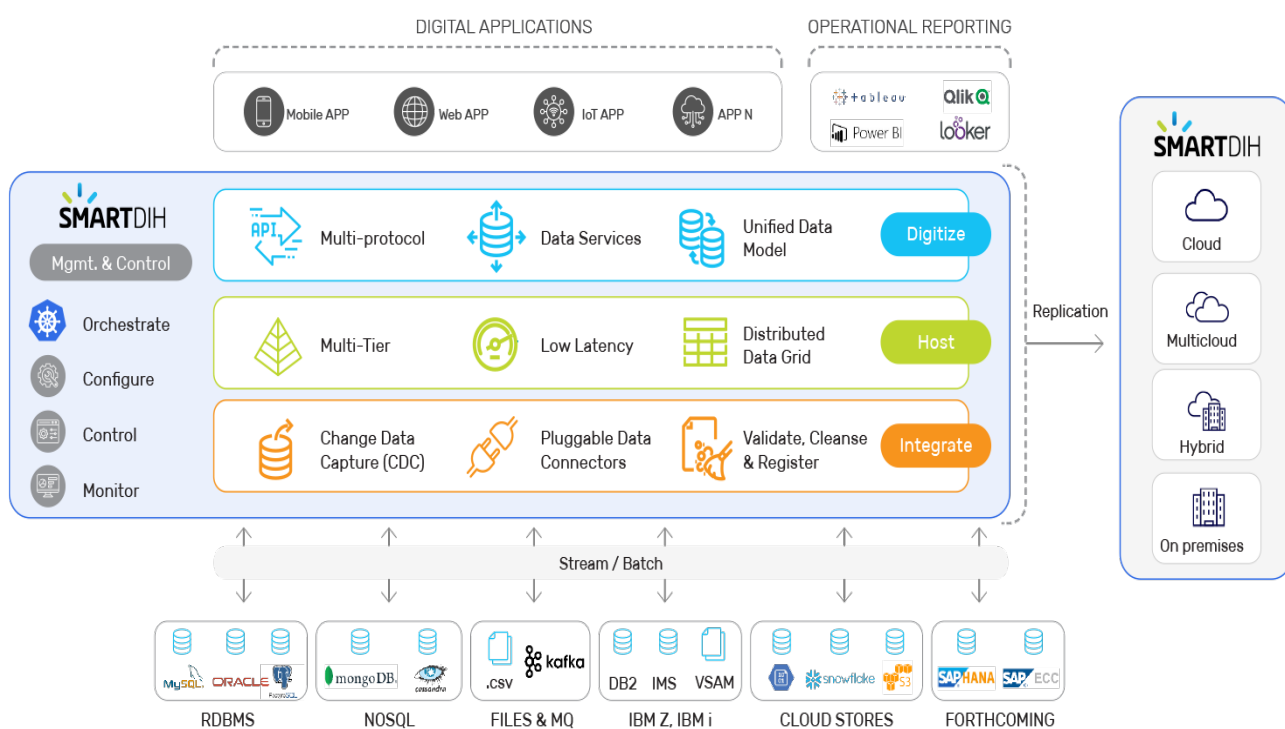 DIGITAL APPLICATIONS
OPERATIONAL REPORTING
Mobile APP
Web APP
IoT APP
APP N
tableau
Qlik
Power BI
looker
SMARTDIH
Mgmt. & Control
Orchestrate
Configure
Control
Monitor
API
Multi-protocol
Data Services
Unified Data
Model
Digitize
Multi-Tier
Low Latency
Distributed
Data Grid
Host
Change Data
Capture (CDC)
Pluggable Data
Connectors
Validate, Cleanse
& Register
Integrate
Replication
SMARTDIH
Cloud
Multicloud
Hybrid
On premises
Stream / Batch
MySQL
ORACLE
PostgreSQL
RDBMS
mongoDB.
cassandra
NOSQL
.CSV
kafka
FILES & MQ
DB2
IMS
VSAM
IBM Z, IBM i
snowflake
S3
CLOUD STORES
SAP HANA
SAP ECC
FORTHCOMING